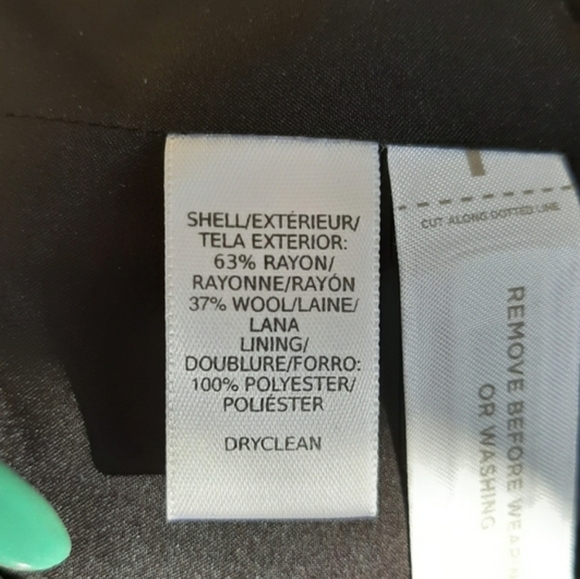 SHELL/EXTÉRIEUR/
TELA EXTERIOR:
63% RAYON/
RAYONNE/RAYÓN
37% WOOL/LAINE/
LANA
LINING/
DOUBLURE/FORRO:
100% POLYESTER/
POLIÉSTER
DRYCLEAN
CUT ALONG DOTTED LINE
REMOVE BEFORE WEARING
OR WASHING